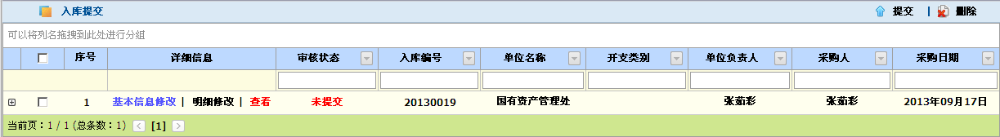 入库提交 提交 | 删除
可以将列名拖拽到此处进行分组
序号 详细信息 审核状态 入库编号 单位名称 开支类别 单位负责人 采购人 采购日期
1 基本信息修改 | 明细修改 | 查看 未提交 20130019 国有资产管理处 张茹彩 张茹彩 2013年09月17日
当前页：1 / 1 (总条数：1) < [1] >